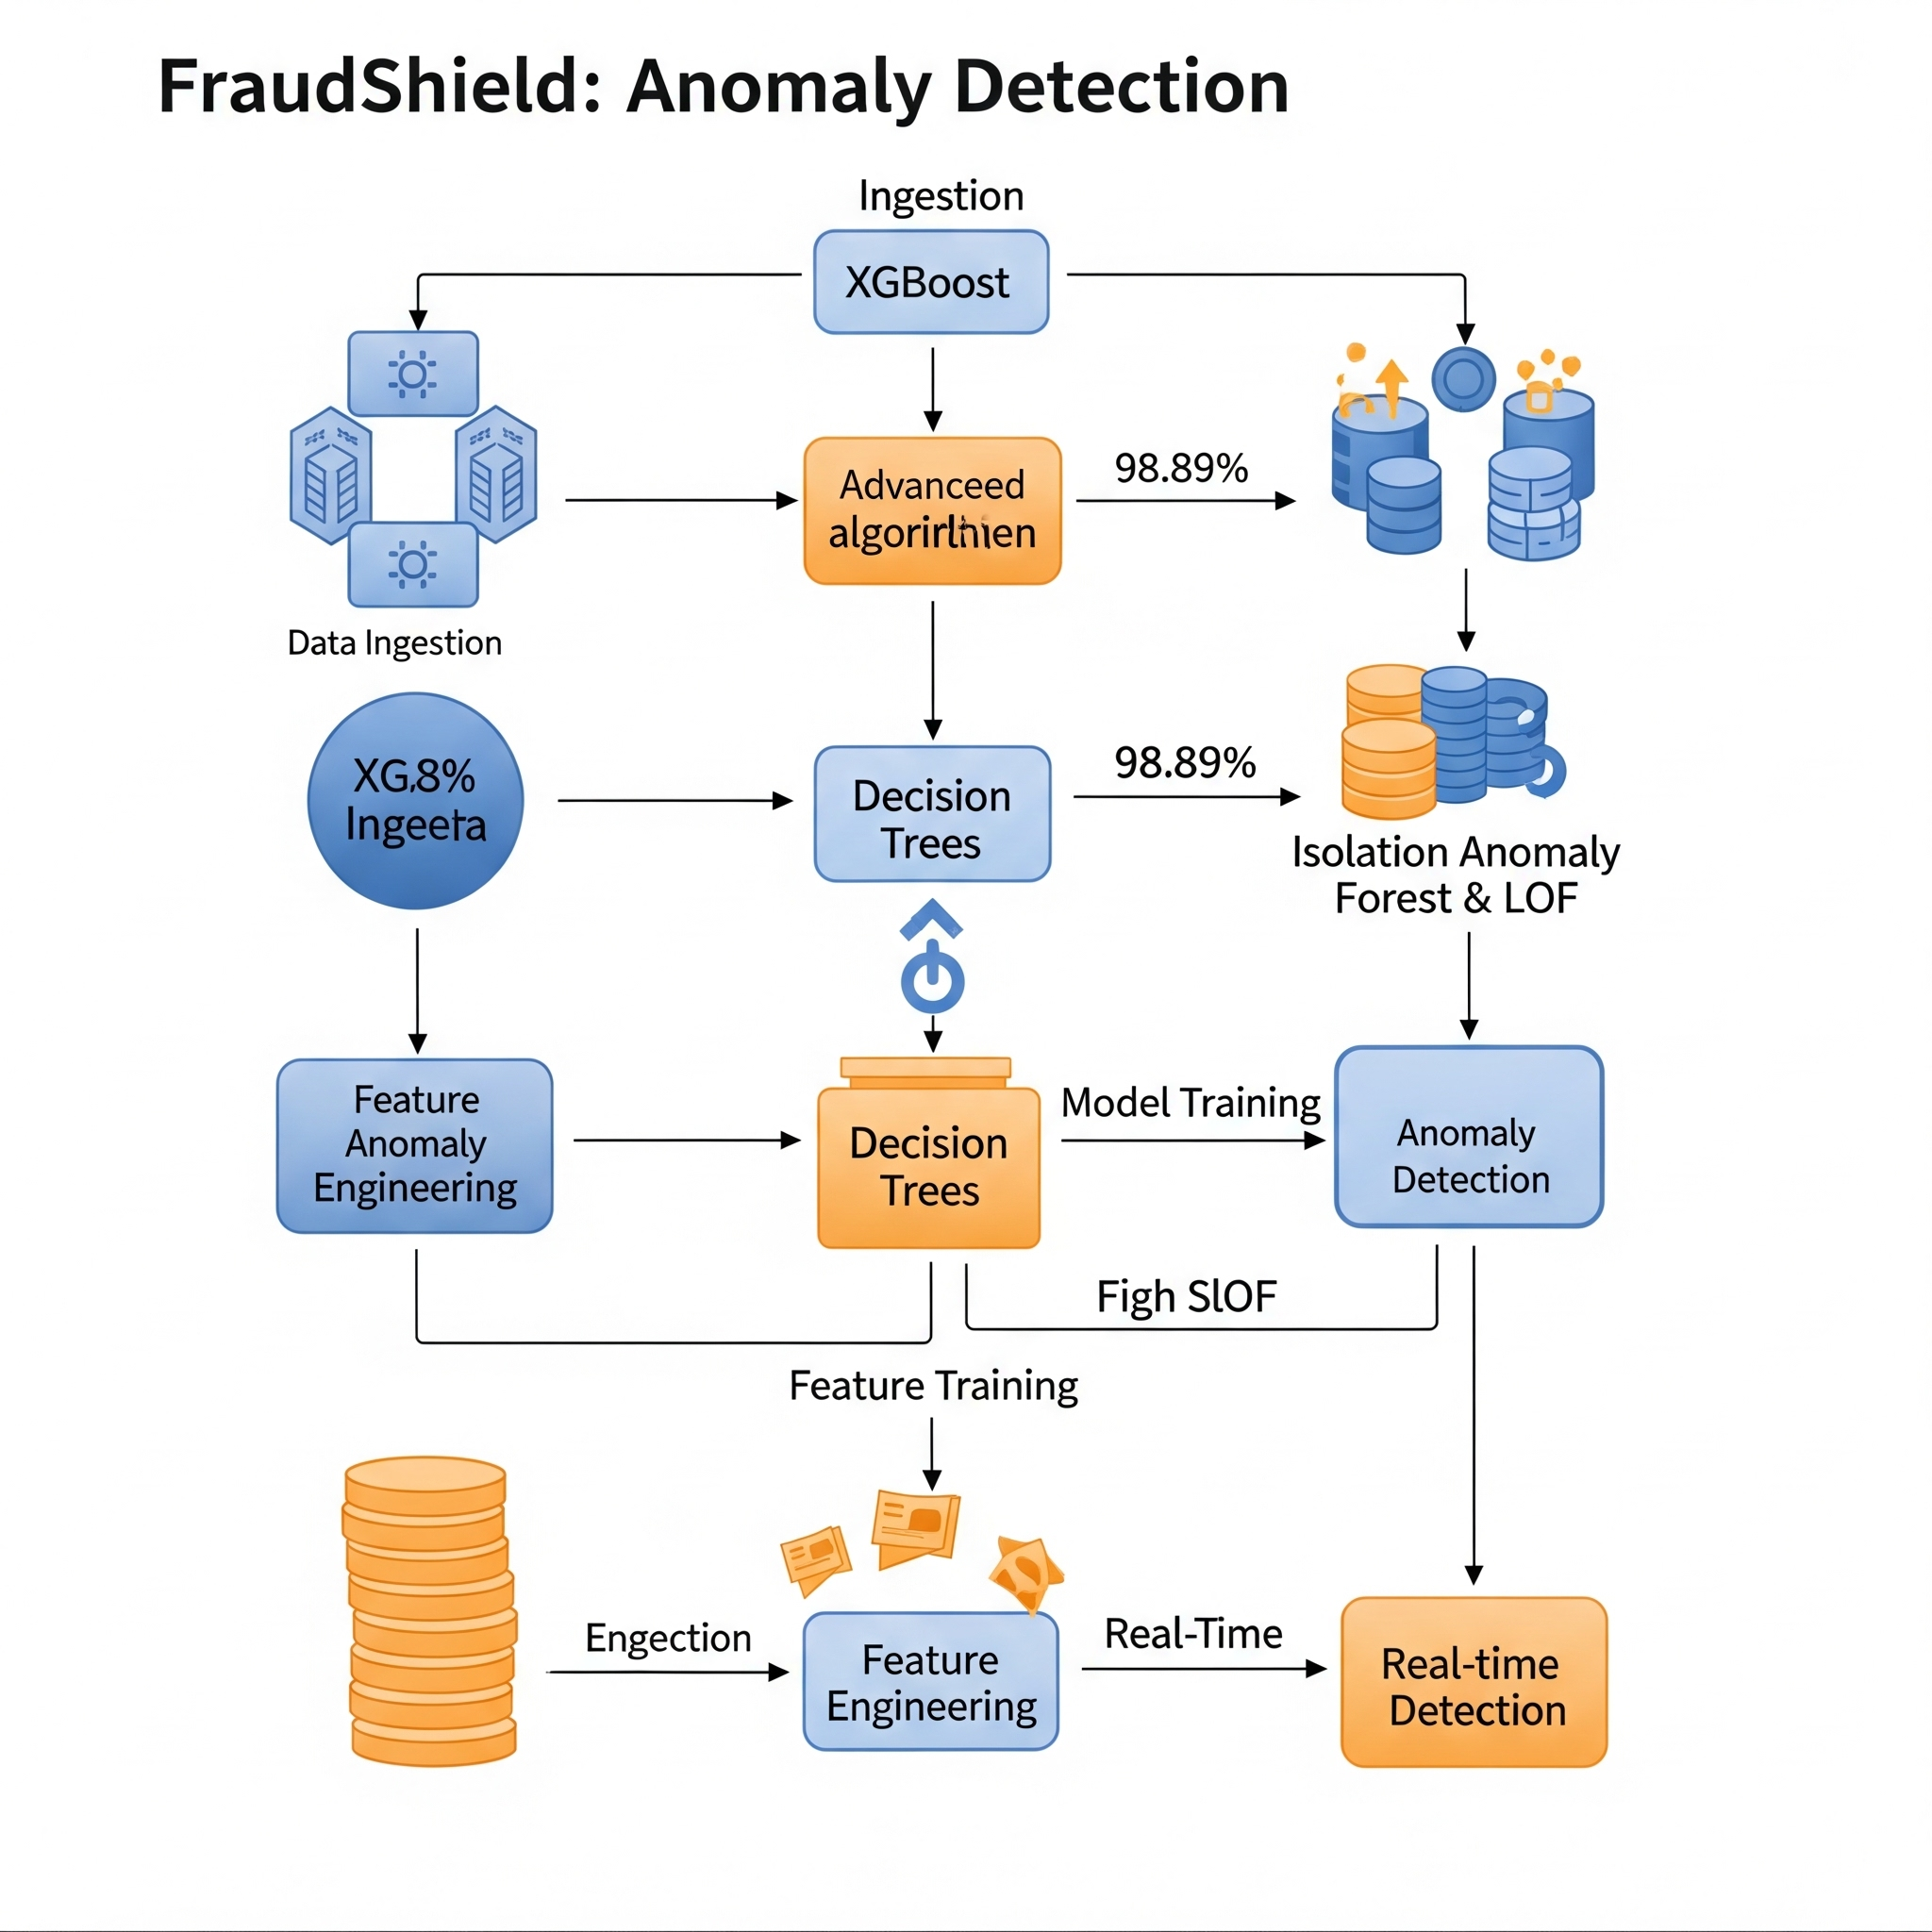 FraudShield: Anomaly Detection
Ingestion
XGBoost
Advanceed
98.89%
Data Ingestion
XG.8%
Ingeeta
Decision
Trees
98.89%
Isolation Anomaly
Forest & LOF
Feature
Anomaly
Engineering
Decision
Trees
Model Training
Anomaly
Detection
Figh SlOF
Feature Training
Engection
Feature
Engineering
Real-Time
Real-time
Detection